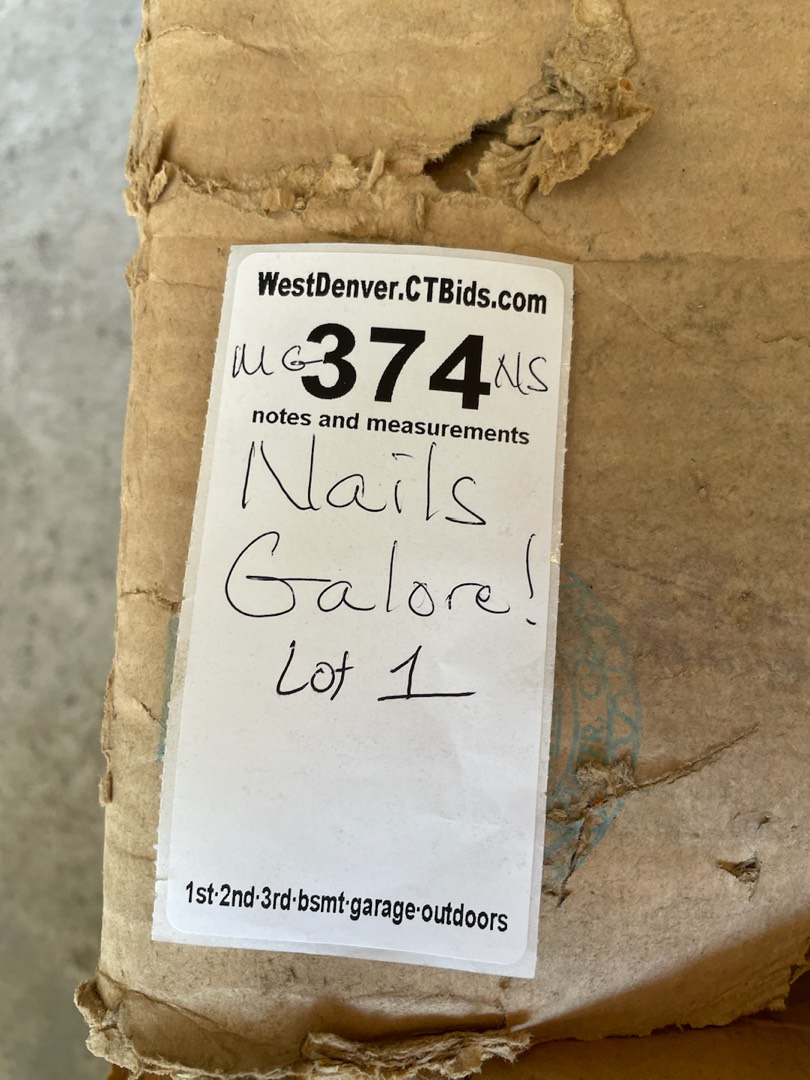 WestDenver.CTBids.com
MG 374 NS
notes and measurements
Nails
Galore!
Lot 1
1st·2nd·3rd·bsmt·garage·outdoors